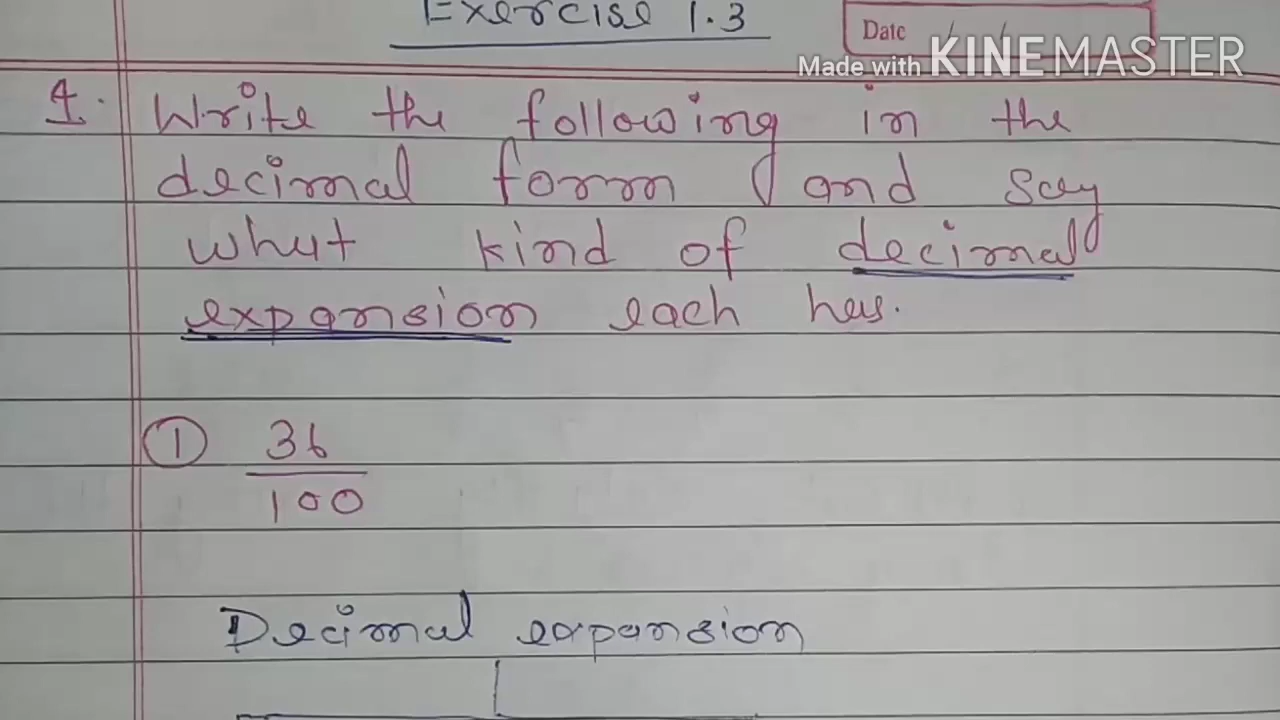 Exercise 1.3
Date / /
Made with KINEMASTER
1. Write the following in the
decimal form and say
what kind of decimal
expansion each has.
① 36
100
Decimal expansion